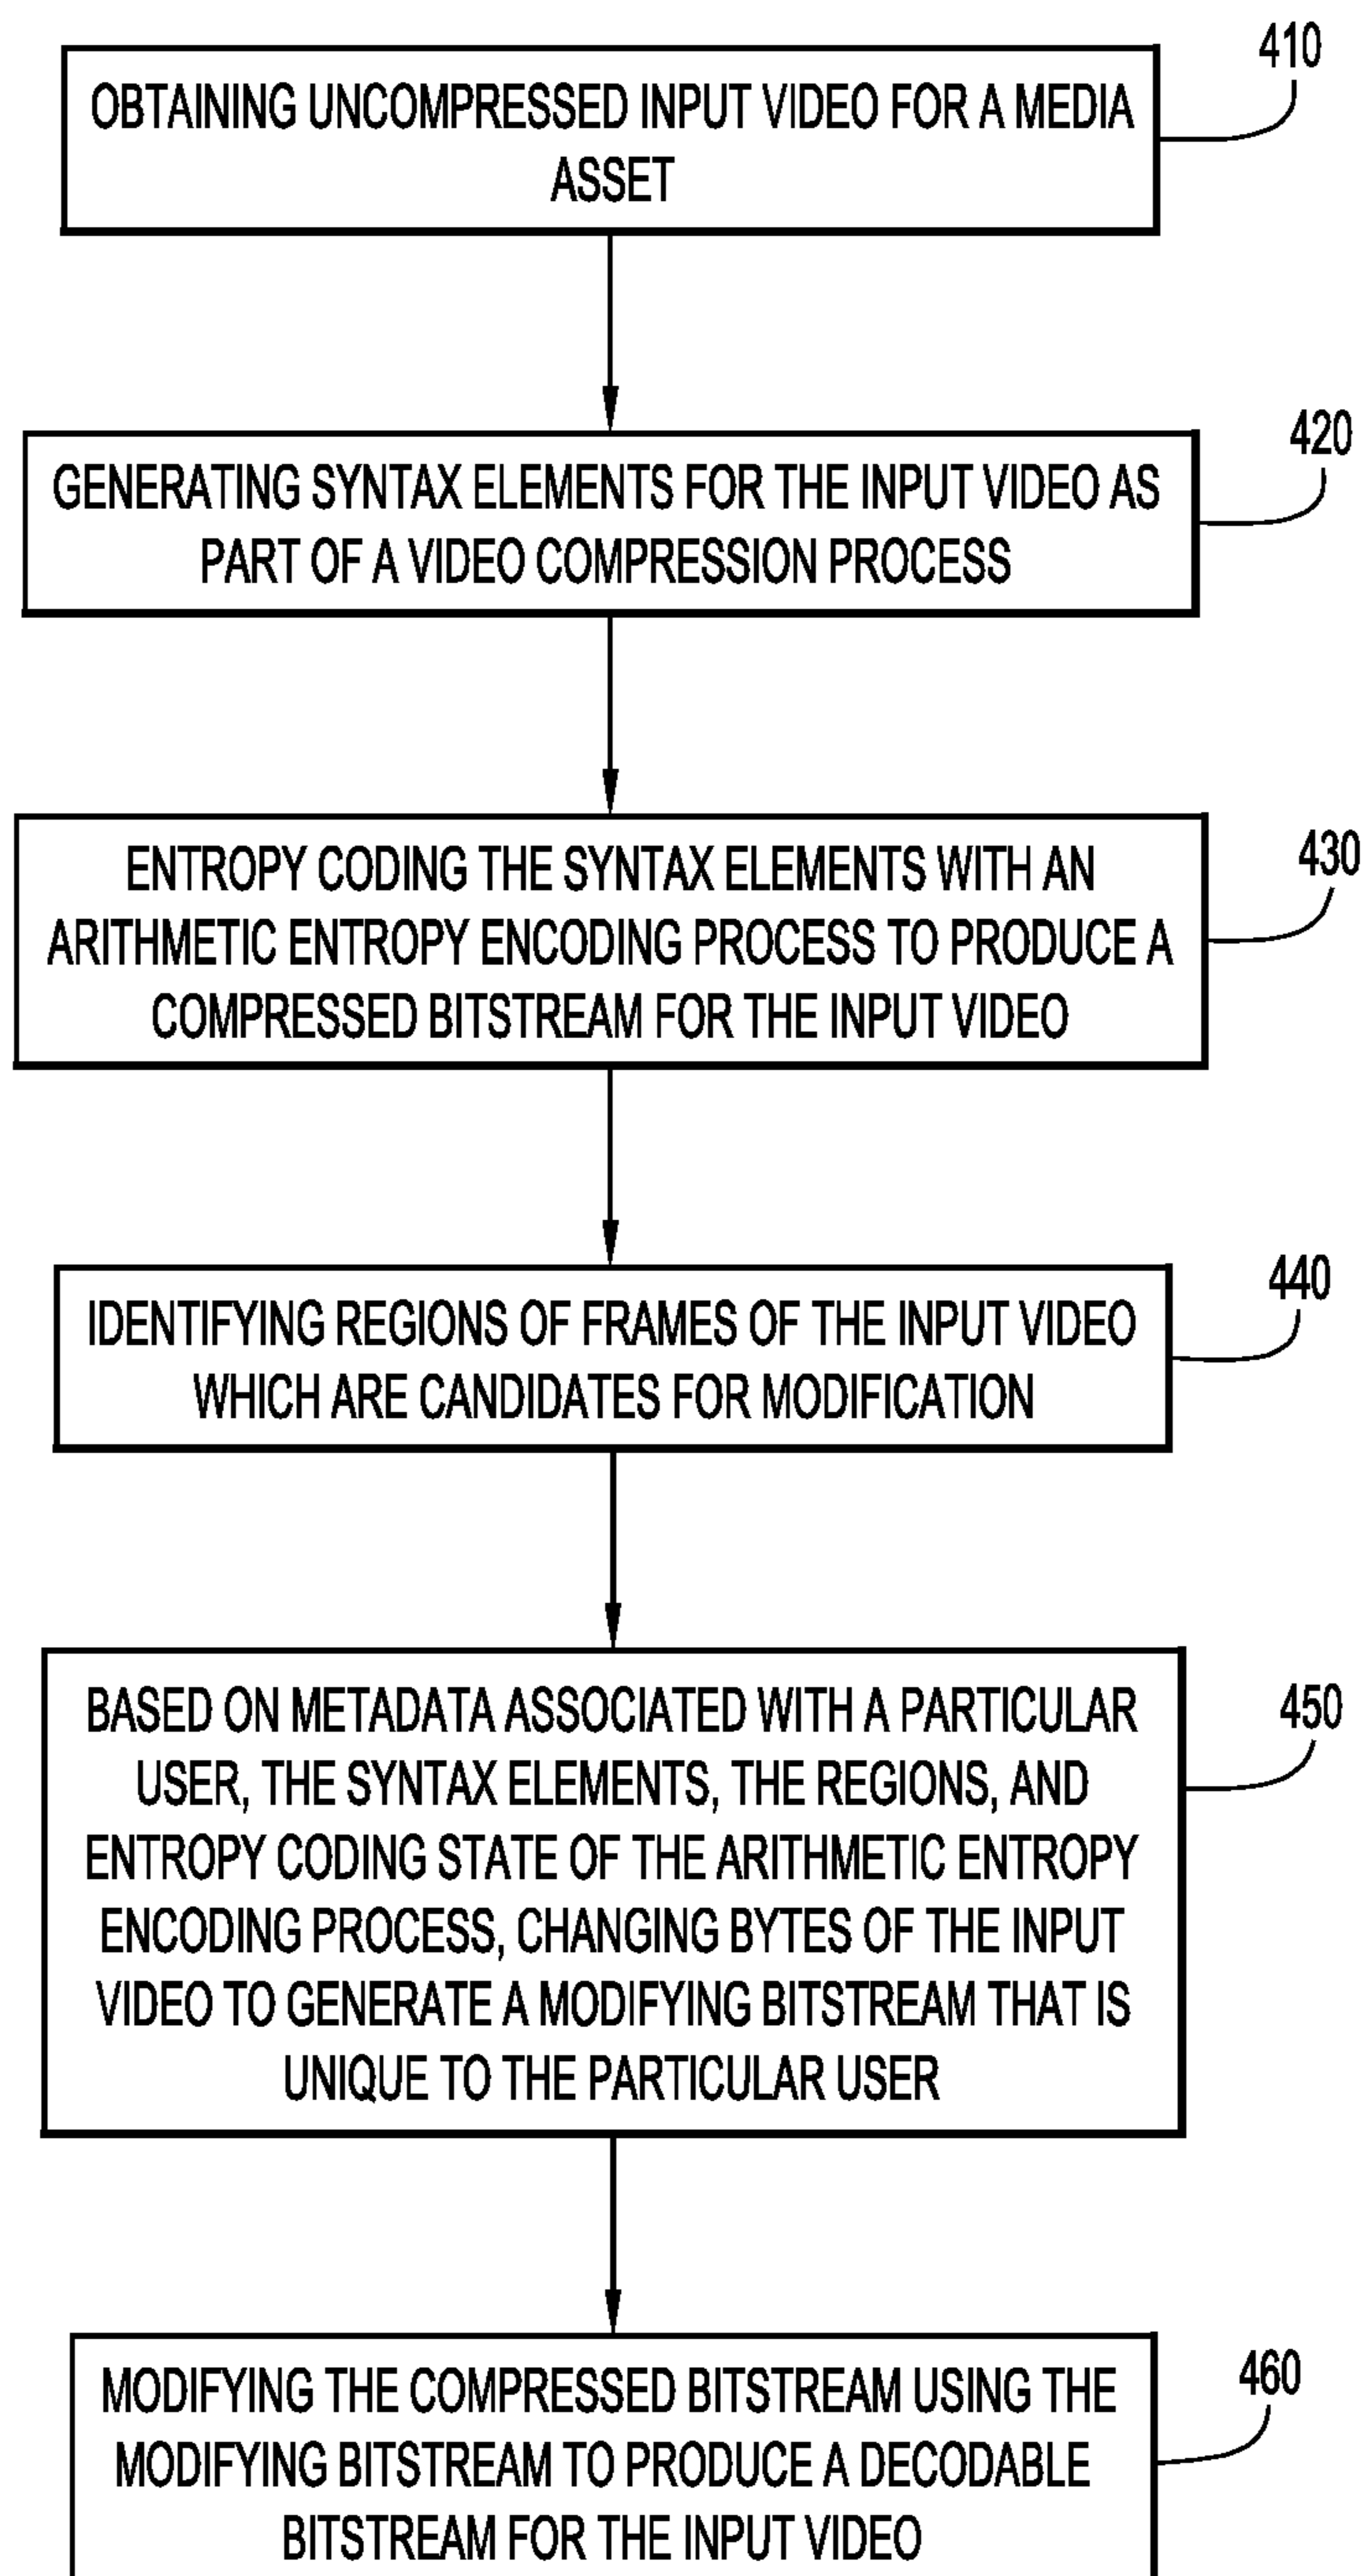 410
OBTAINING UNCOMPRESSED INPUT VIDEO FOR A MEDIA
ASSET
420
GENERATING SYNTAX ELEMENTS FOR THE INPUT VIDEO AS
PART OF A VIDEO COMPRESSION PROCESS
430
ENTROPY CODING THE SYNTAX ELEMENTS WITH AN
ARITHMETIC ENTROPY ENCODING PROCESS TO PRODUCE A
COMPRESSED BITSTREAM FOR THE INPUT VIDEO
440
IDENTIFYING REGIONS OF FRAMES OF THE INPUT VIDEO
WHICH ARE CANDIDATES FOR MODIFICATION
450
BASED ON METADATA ASSOCIATED WITH A PARTICULAR
USER, THE SYNTAX ELEMENTS, THE REGIONS, AND
ENTROPY CODING STATE OF THE ARITHMETIC ENTROPY
ENCODING PROCESS, CHANGING BYTES OF THE INPUT
VIDEO TO GENERATE A MODIFYING BITSTREAM THAT IS
UNIQUE TO THE PARTICULAR USER
460
MODIFYING THE COMPRESSED BITSTREAM USING THE
MODIFYING BITSTREAM TO PRODUCE A DECODABLE
BITSTREAM FOR THE INPUT VIDEO